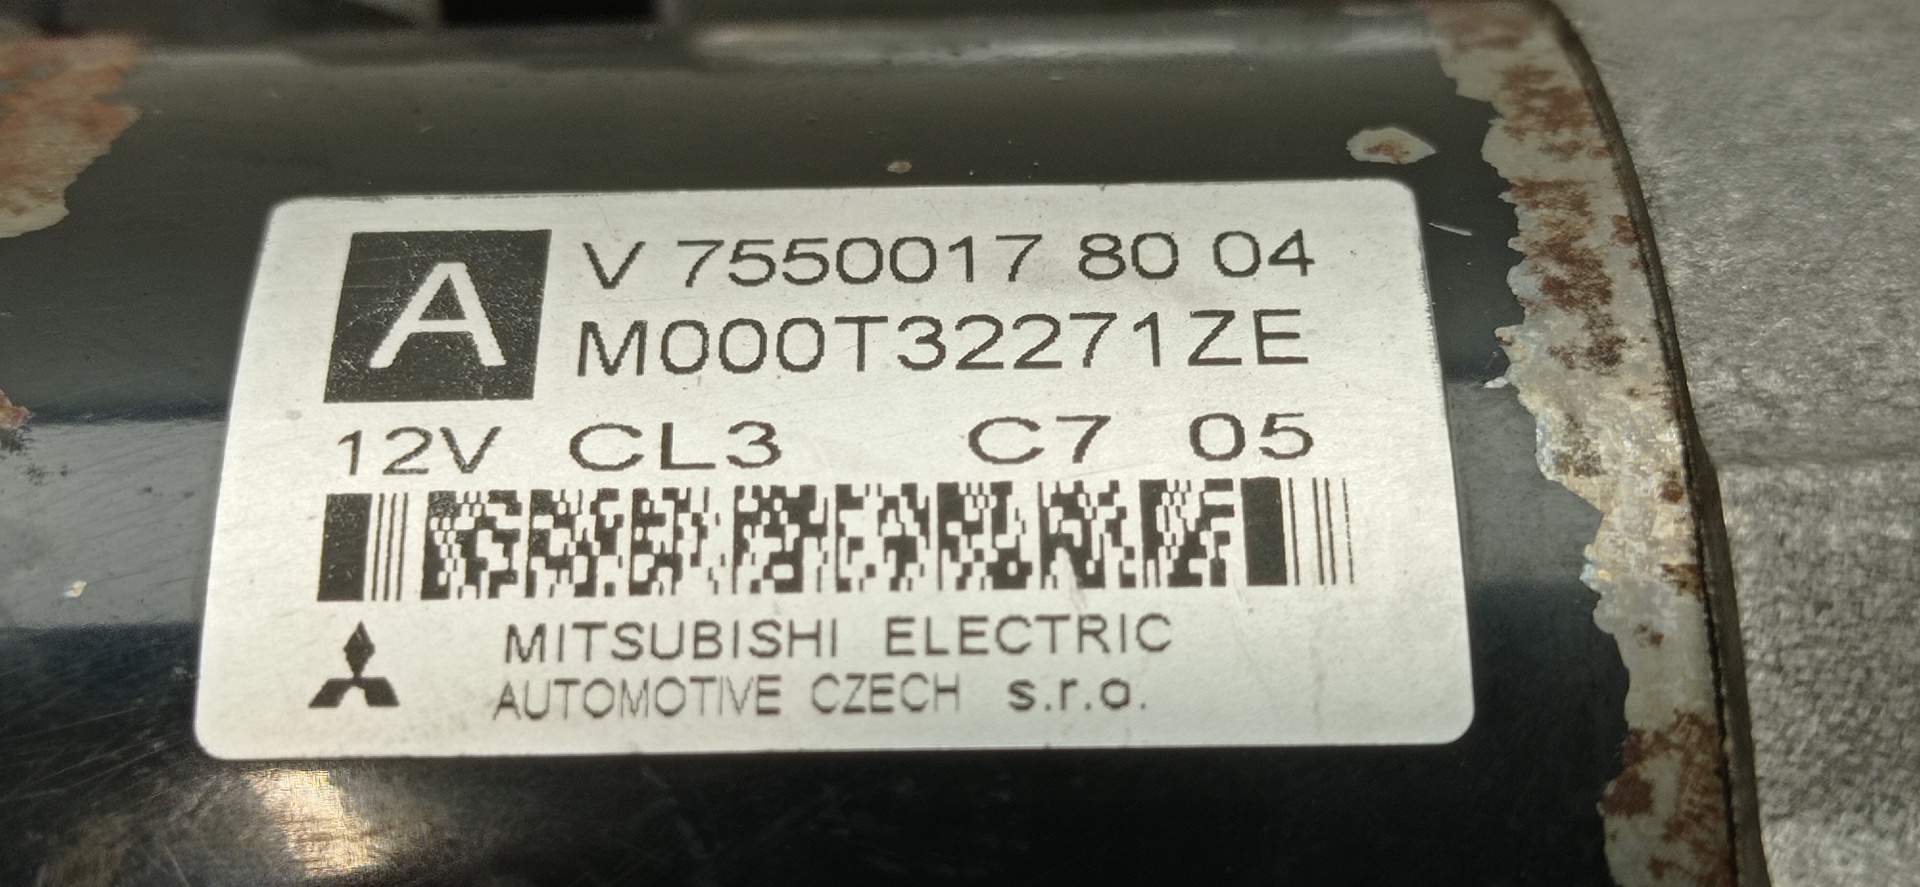 A
V 7550017 80 04
M000T32271ZE
12V CL3 C7 05
MITSUBISHI ELECTRIC
AUTOMOTIVE CZECH s.r.o.